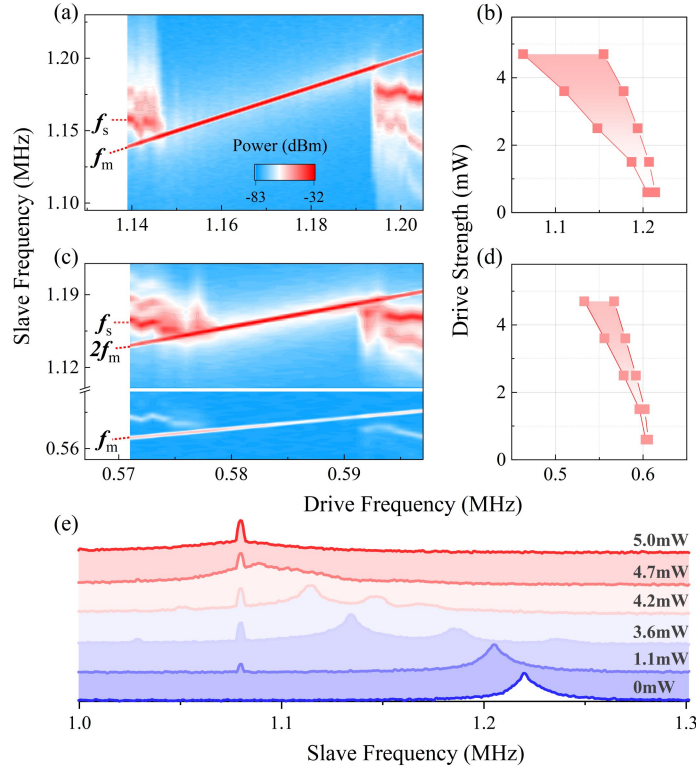 (a)
1.20
1.15
1.10
fs
fm
Power (dBm)
-83
-32
1.14
1.16
1.18
1.20
(b)
4
2
0
1.1
1.2
Slave Frequency (MHz)
Drive Strength (mW)
(c)
1.19
1.12
0.56
fs
2fm
fm
0.57
0.58
0.59
Drive Frequency (MHz)
(d)
4
2
0
0.5
0.6
(e)
5.0mW
4.7mW
4.2mW
3.6mW
1.1mW
0mW
1.0
1.1
1.2
1.3
Slave Frequency (MHz)